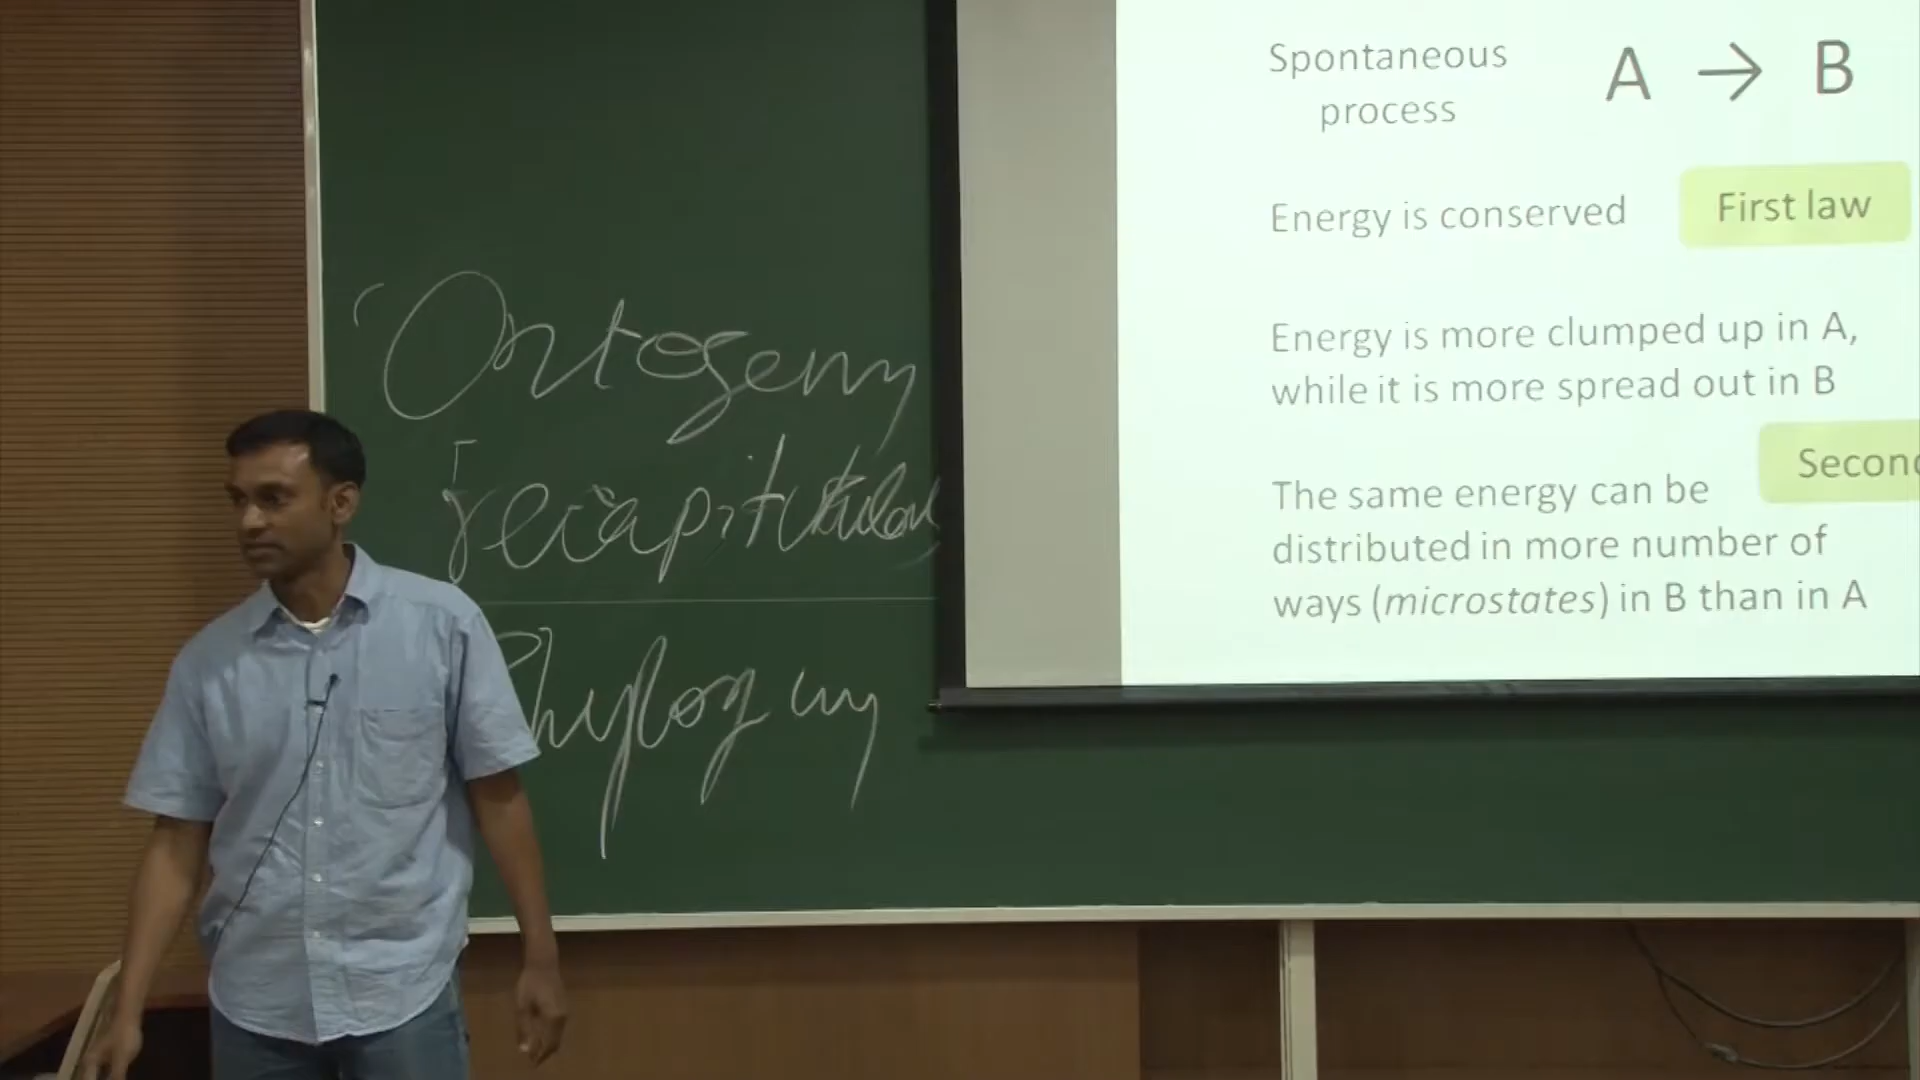 Ontogeny
recapitulates
Phylogeny
Spontaneous
process
A → B
Energy is conserved
First law
Energy is more clumped up in A,
while it is more spread out in B
Second
The same energy can be
distributed in more number of
ways (microstates) in B than in A